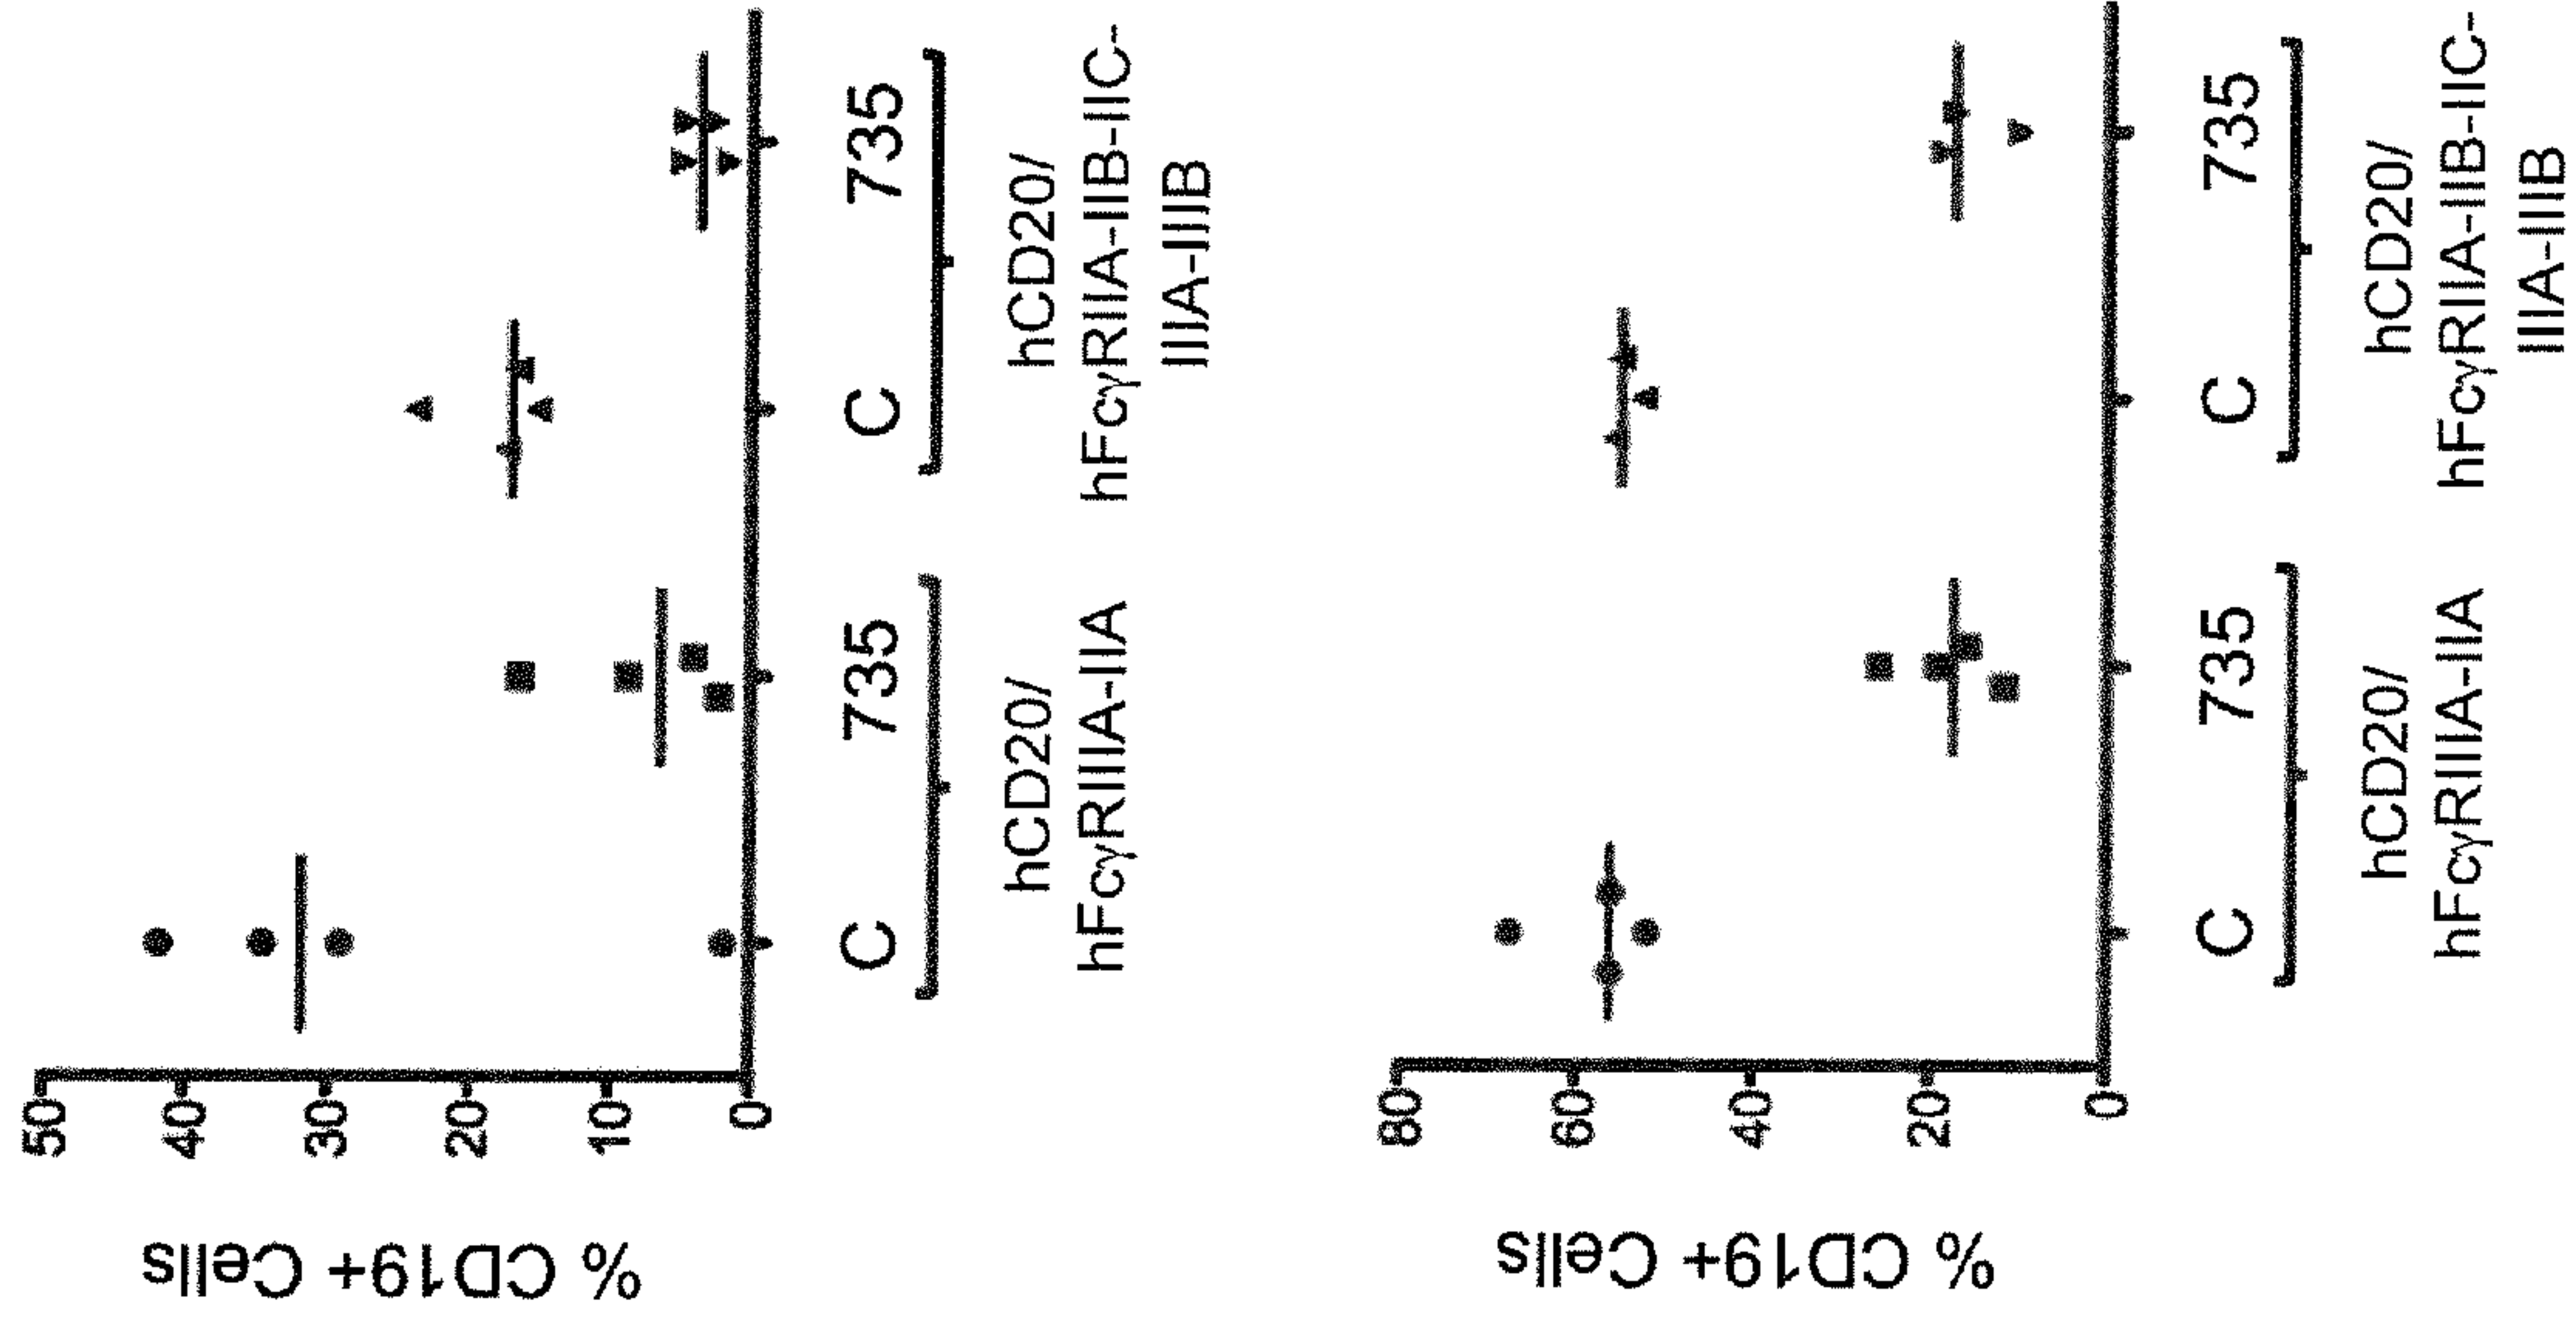 % CD19+ Cells
50
40
30
20
10
0
C 735 C 735
hCD20/
hFcγRIIIA-IIA
hCD20/
hFcγRIIA-IIB-IIC-
IIIA-IIIB
% CD19+ Cells
80
60
40
20
0
C 735 C 735
hCD20/
hFcγRIIIA-IIA
hCD20/
hFcγRIIA-IIB-IIC-
IIIA-IIIB